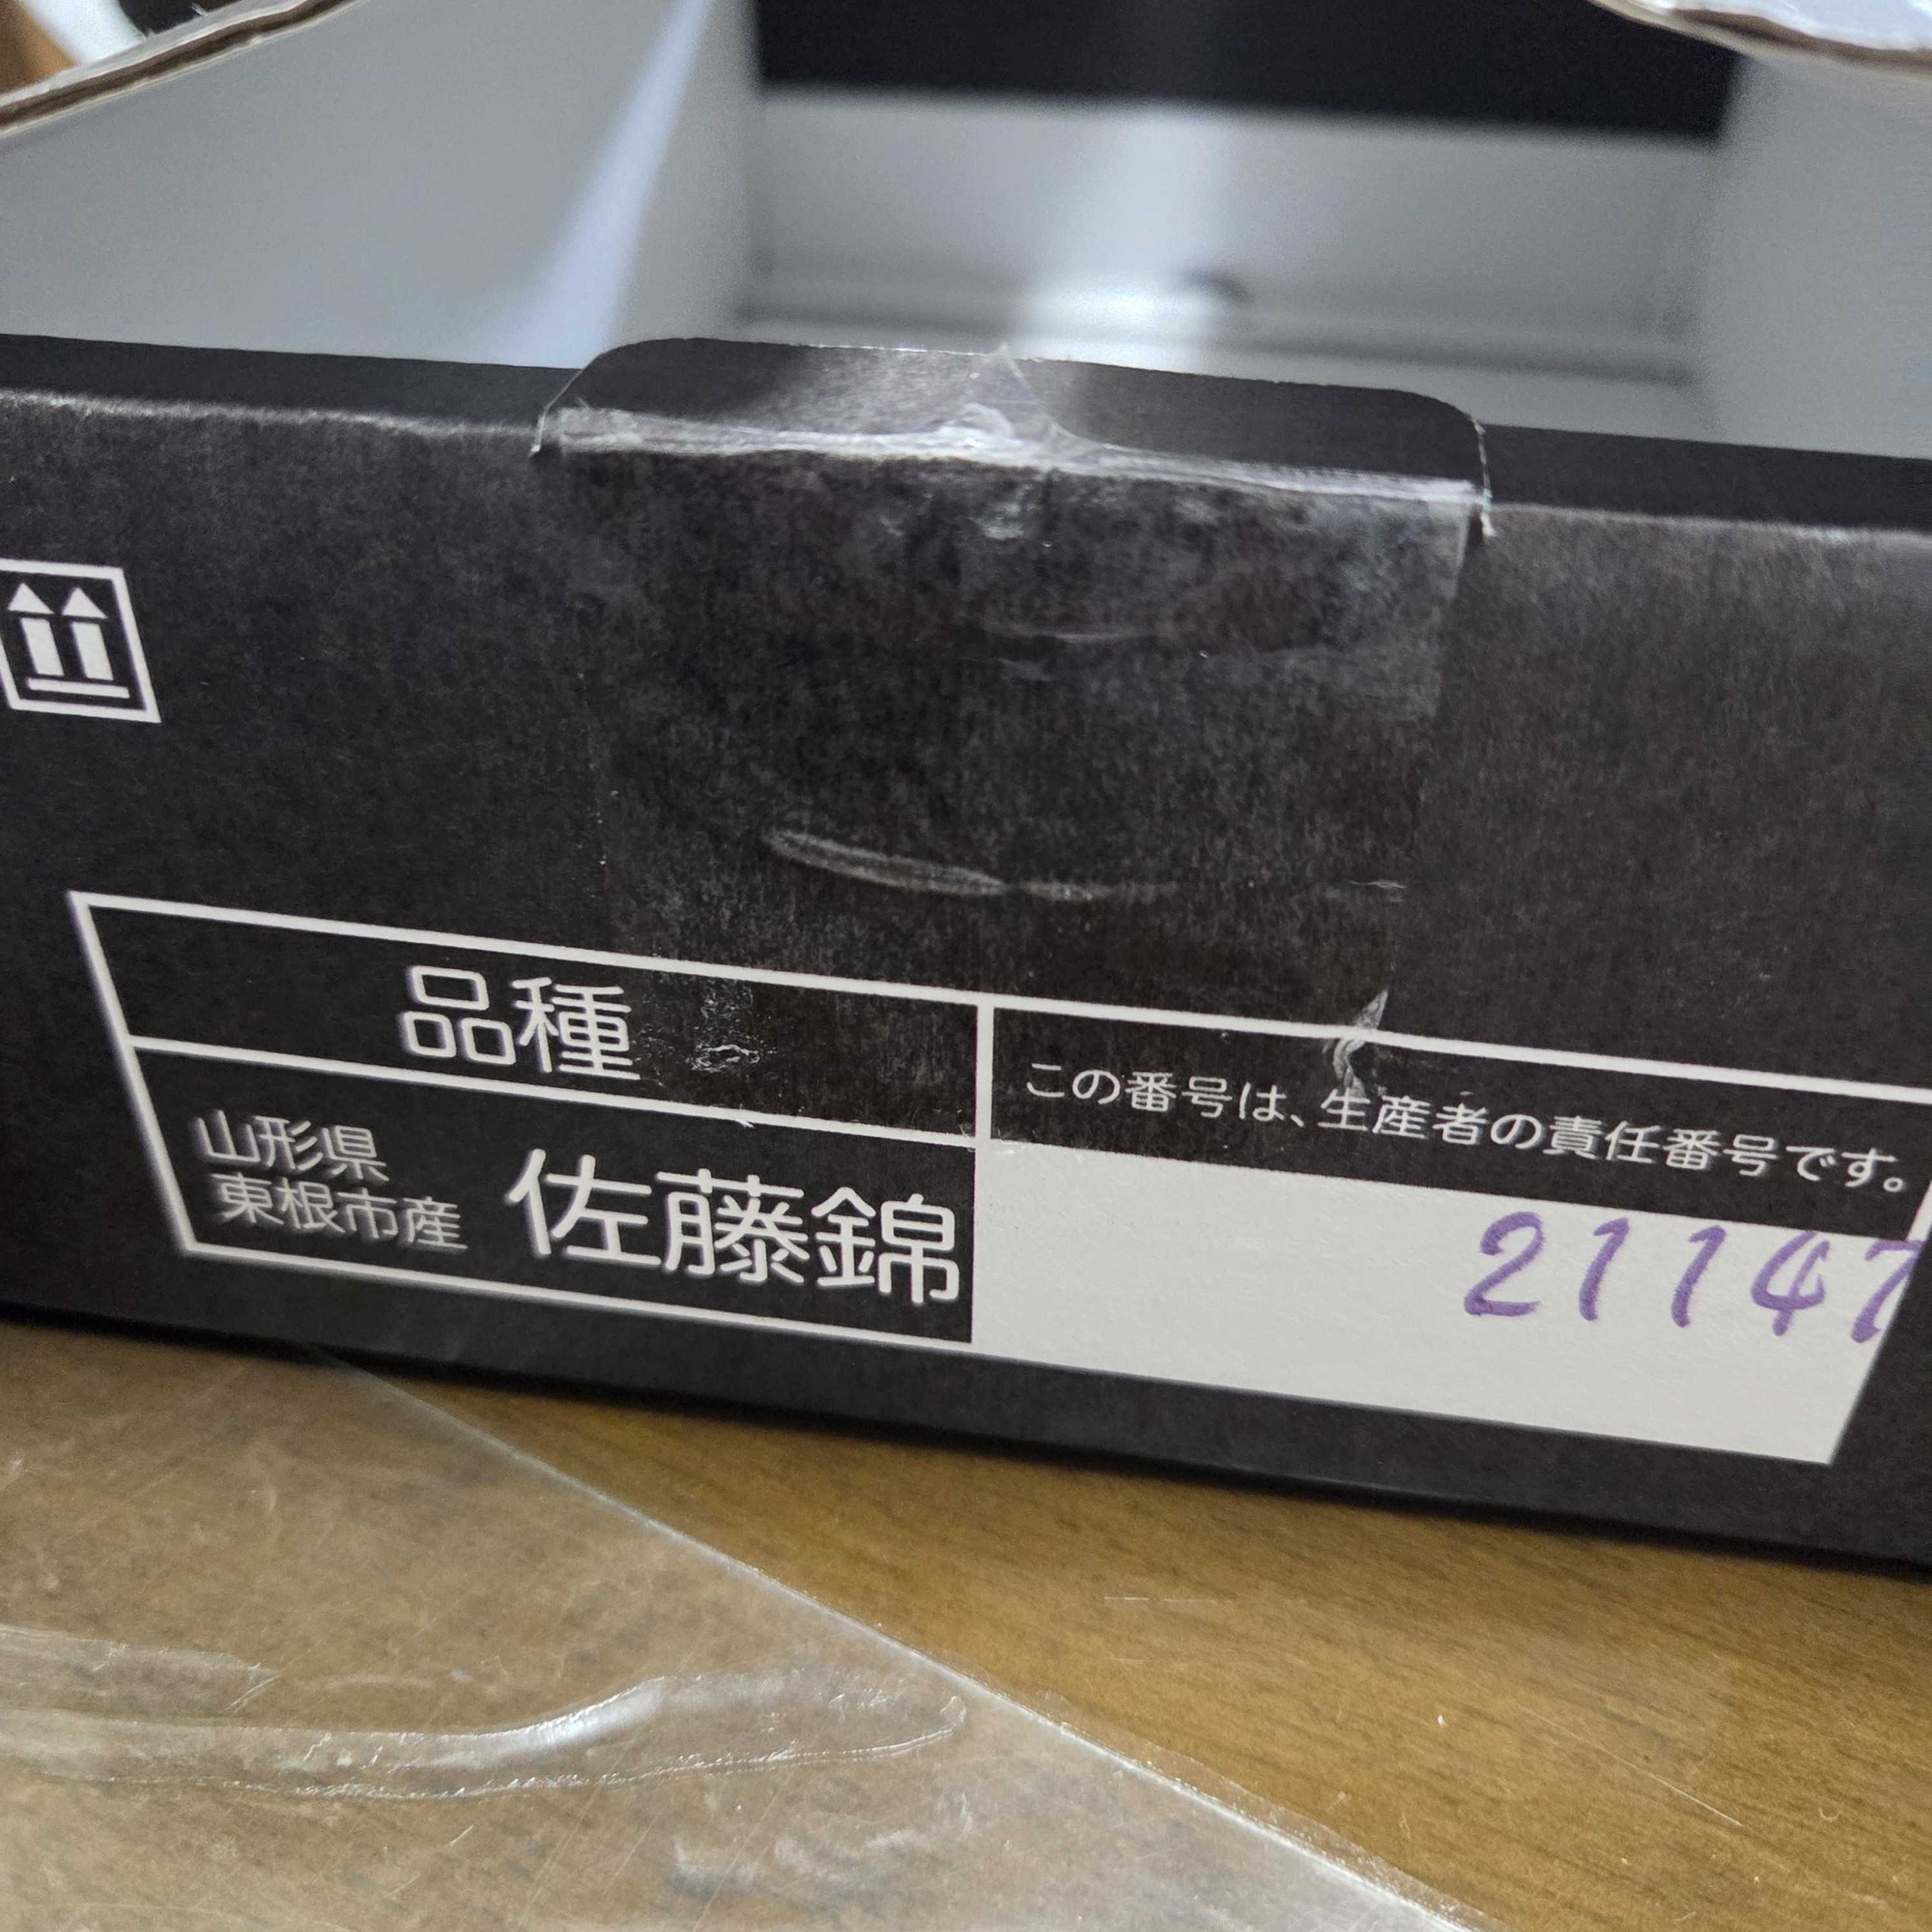 品種
この番号は、生産者の責任番号です。
山形県
東根市産
佐藤錦
21147